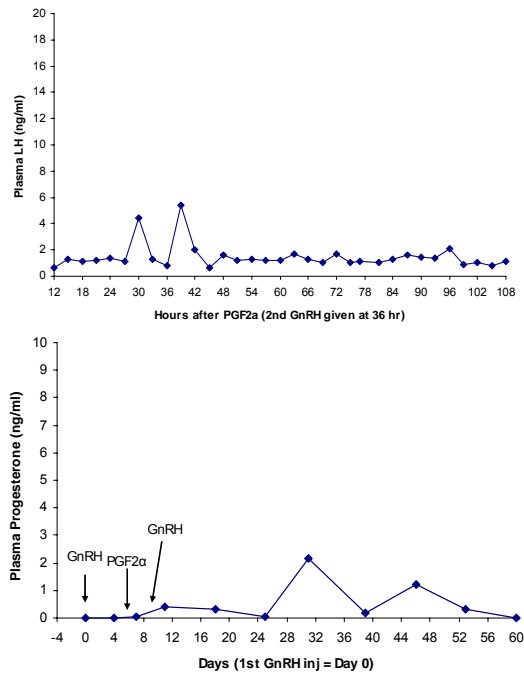 20
18
16
14
12
10
8
6
4
2
0
Plasma LH (ng/ml)
12 18 24 30 36 42 48 54 60 66 72 78 84 90 96 102 108
Hours after PGF2a (2nd GnRH given at 36 hr)
10
9
8
7
6
5
4
3
2
1
0
Plasma Progesterone (ng/ml)
GnRH
GnRH PGF2α
-4 0 4 8 12 16 20 24 28 32 36 40 44 48 52 56 60
Days (1st GnRH inj = Day 0)